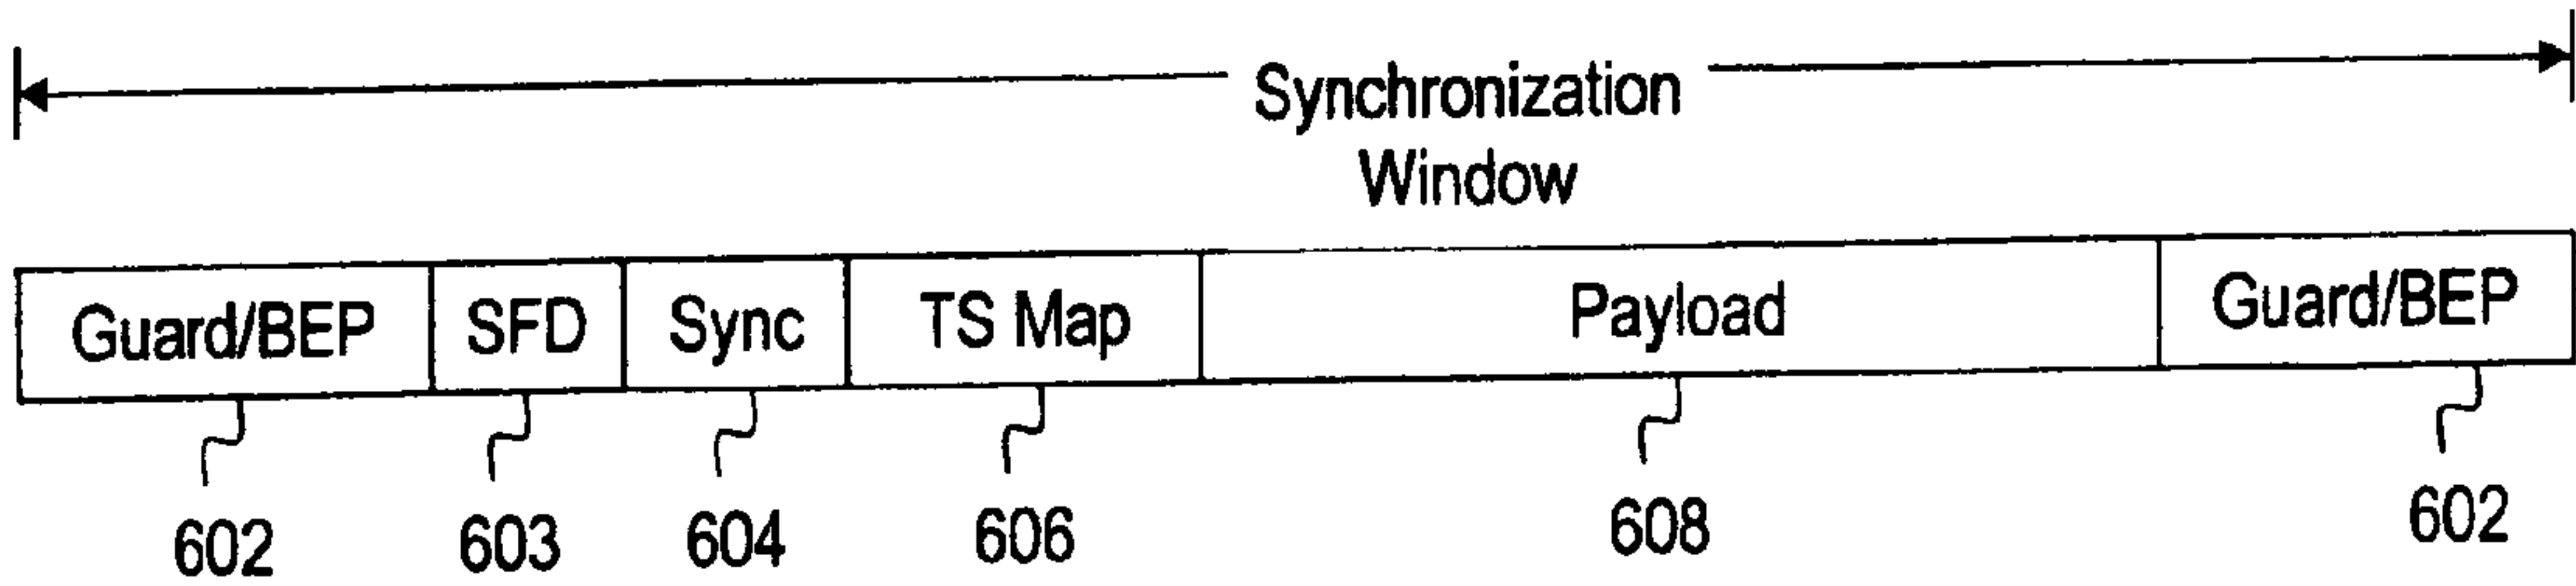 Synchronization
Window
Guard/BEP SFD Sync TS Map Payload Guard/BEP
602 603 604 606 608 602